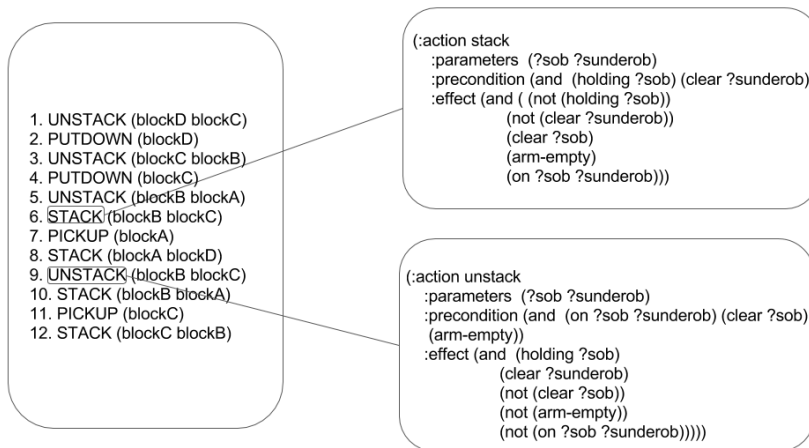 1. UNSTACK (blockD blockC)
2. PUTDOWN (blockD)
3. UNSTACK (blockC blockB)
4. PUTDOWN (blockC)
5. UNSTACK (blockB blockA)
6. STACK (blockB blockC)
7. PICKUP (blockA)
8. STACK (blockA blockD)
9. UNSTACK (blockB blockC)
10. STACK (blockB blockA)
11. PICKUP (blockC)
12. STACK (blockC blockB)
(:action stack
:parameters (?sob ?sunderob)
:precondition (and (holding ?sob) (clear ?sunderob)
:effect (and ( (not (holding ?sob))
(not (clear ?sunderob))
(clear ?sob)
(arm-empty)
(on ?sob ?sunderob)))
(:action unstack
:parameters (?sob ?sunderob)
:precondition (and (on ?sob ?sunderob) (clear ?sob)
(arm-empty))
:effect (and (holding ?sob)
(clear ?sunderob)
(not (clear ?sob))
(not (arm-empty))
(not (on ?sob ?sunderob)))))